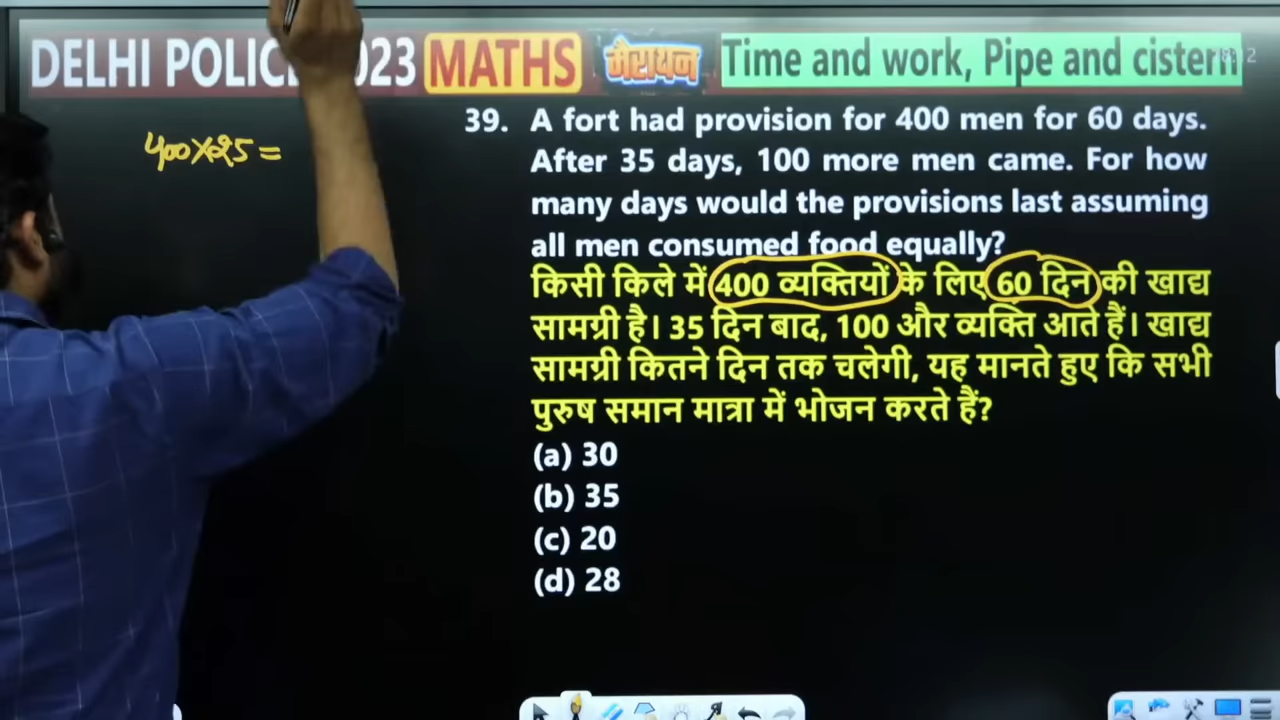 DELHI POLIC 023 MATHS मैराथन Time and work, Pipe and cistern
400×25=
39. A fort had provision for 400 men for 60 days.
After 35 days, 100 more men came. For how
many days would the provisions last assuming
all men consumed food equally?
किसी किले में 400 व्यक्तियों के लिए 60 दिन की खाद्य
सामग्री है। 35 दिन बाद, 100 और व्यक्ति आते हैं। खाद्य
सामग्री कितने दिन तक चलेगी, यह मानते हुए कि सभी
पुरुष समान मात्रा में भोजन करते हैं?
(a) 30
(b) 35
(c) 20
(d) 28